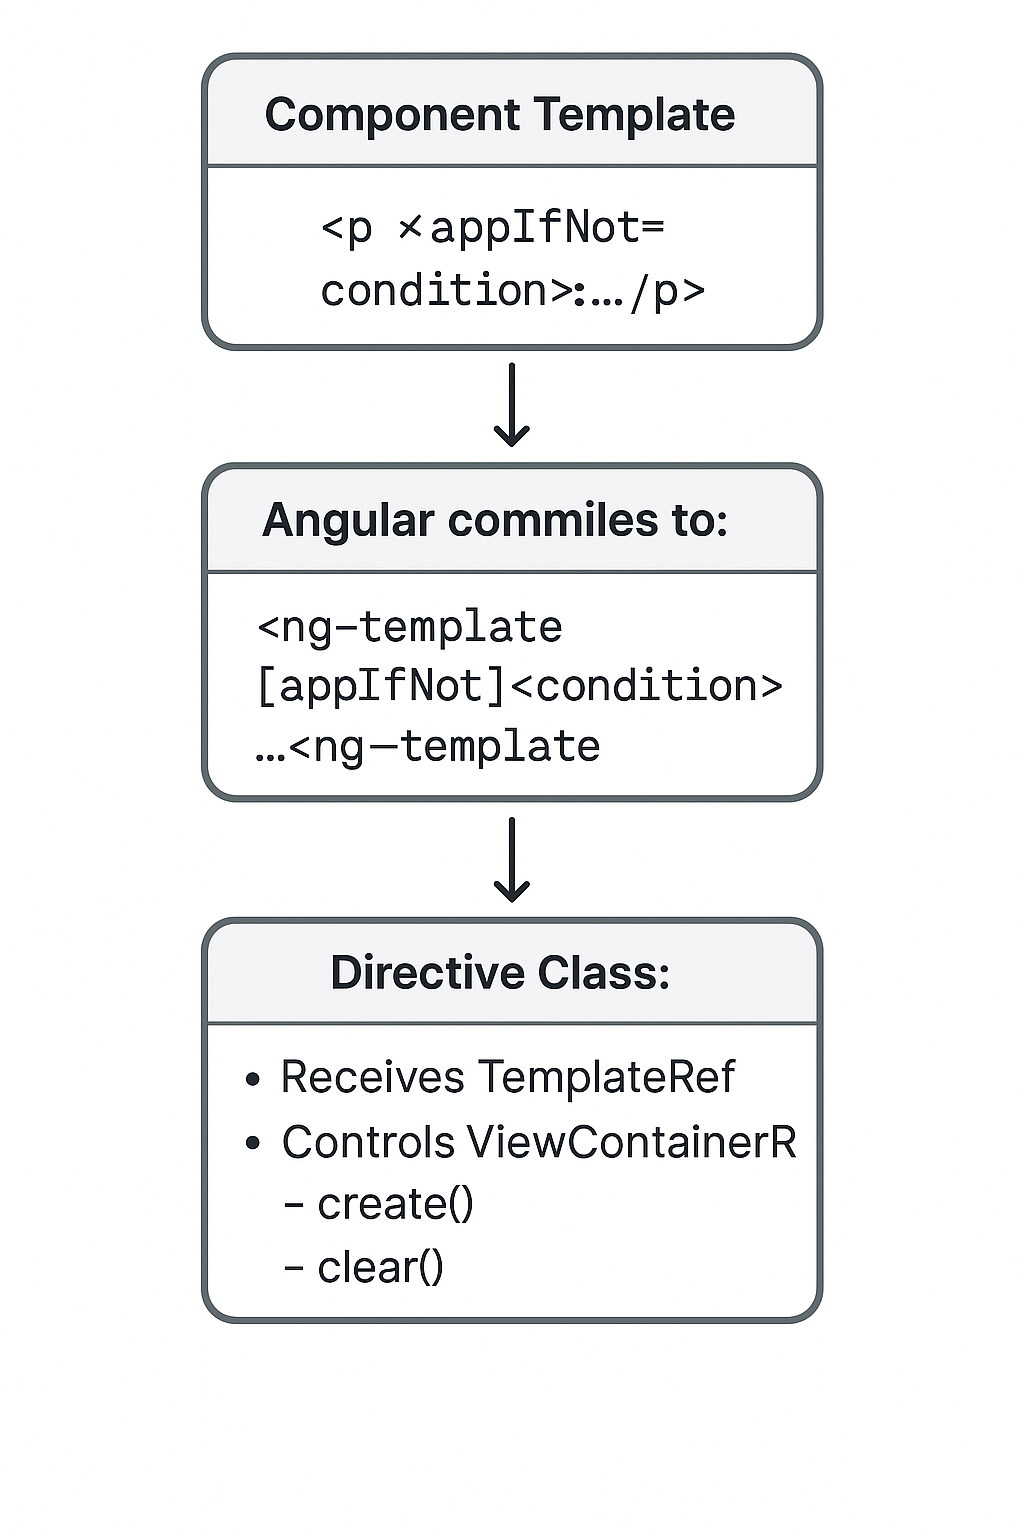 Component Template
<p ×appIfNot=
condition>:…/p>
Angular commiles to:
<ng-template
[appIfNot]<condition>
…<ng—template
Directive Class:
• Receives TemplateRef
• Controls ViewContainerR
– create()
– clear()